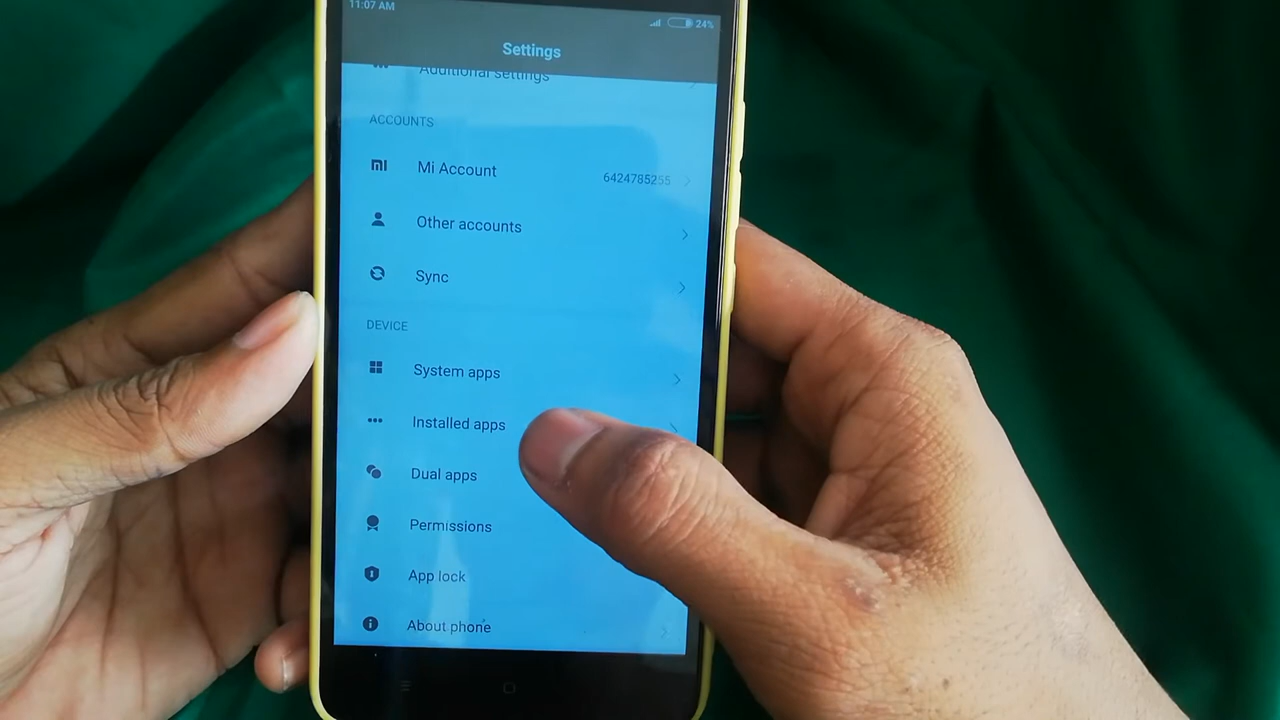 11:07 AM
24%
Settings
Additional settings
ACCOUNTS
Mi Account
6424785255
Other accounts
Sync
DEVICE
System apps
Installed apps
Dual apps
Permissions
App lock
About phone